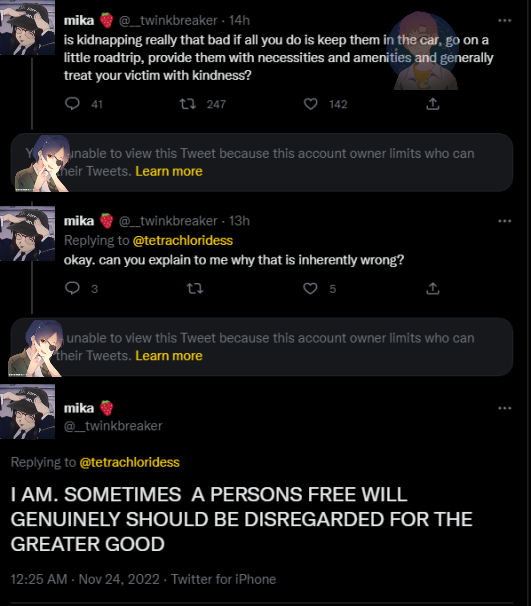 mika 🍓 @__twinkbreaker · 14h
is kidnapping really that bad if all you do is keep them in the car, go on a
little roadtrip, provide them with necessities and amenities and generally
treat your victim with kindness?
41 247 142
unable to view this Tweet because this account owner limits who can
their Tweets. Learn more
mika 🍓 @__twinkbreaker · 13h
Replying to @tetrachloridess
okay. can you explain to me why that is inherently wrong?
3 5
unable to view this Tweet because this account owner limits who can
their Tweets. Learn more
mika 🍓
@__twinkbreaker
Replying to @tetrachloridess
I AM. SOMETIMES A PERSONS FREE WILL
GENUINELY SHOULD BE DISREGARDED FOR THE
GREATER GOOD
12:25 AM · Nov 24, 2022 · Twitter for iPhone